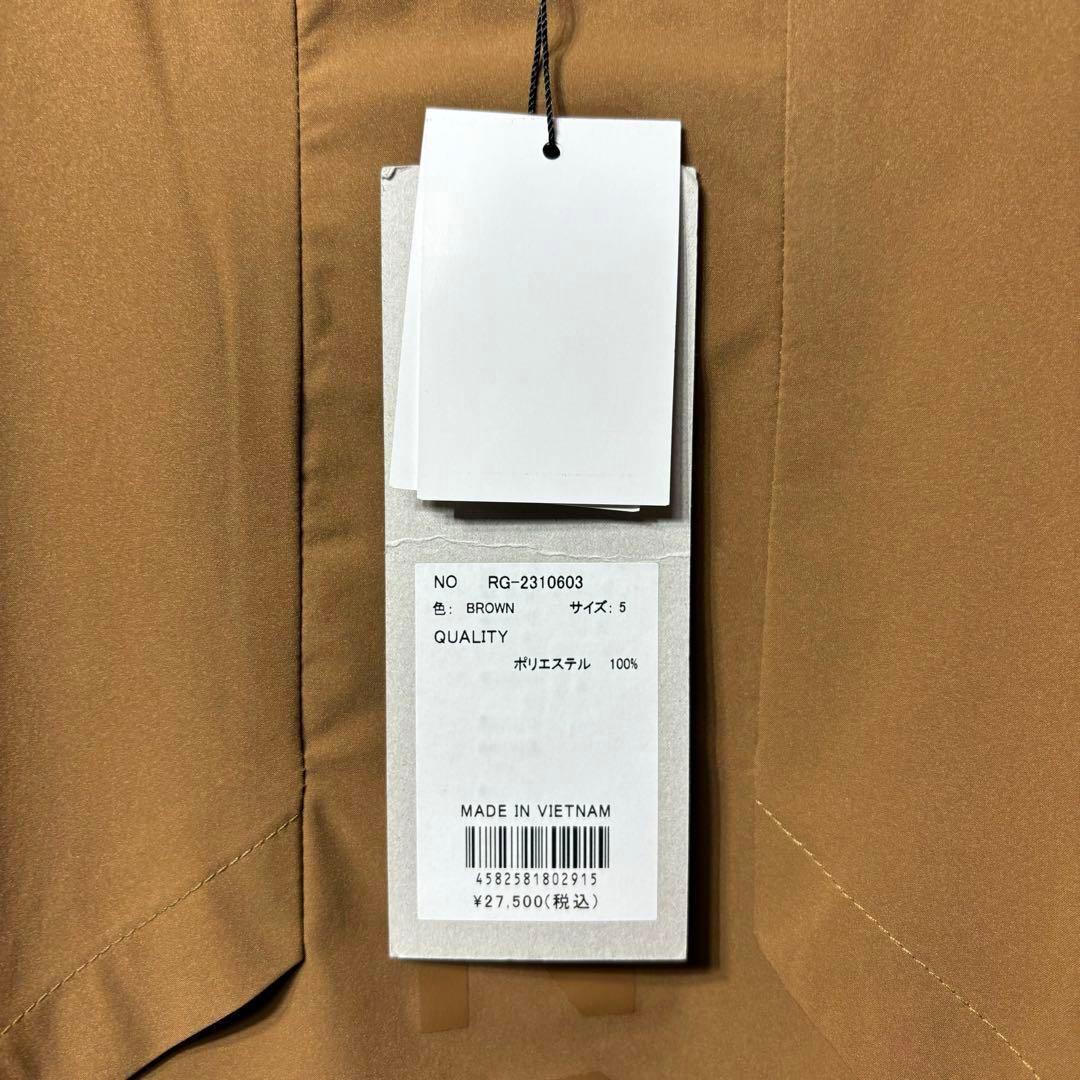 NO RG-2310603
色: BROWN サイズ: 5
QUALITY
ポリエステル 100%
MADE IN VIETNAM
4582581802915
¥27,500(税込)